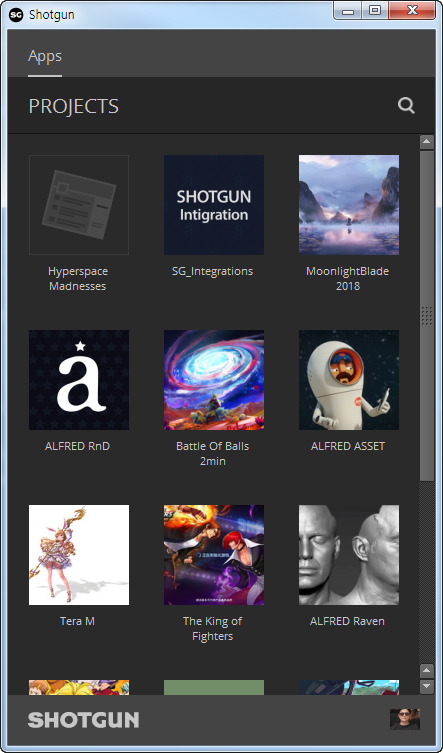 SG Shotgun
Apps
PROJECTS
SHOTGUN
Intigration
Hyperspace
Madnesses
SG_Integrations
MoonlightBlade
2018
a
ALFRED RnD
Battle Of Balls
2min
ALFRED ASSET
Tera M
The King of
Fighters
ALFRED Raven
SHOTGUN